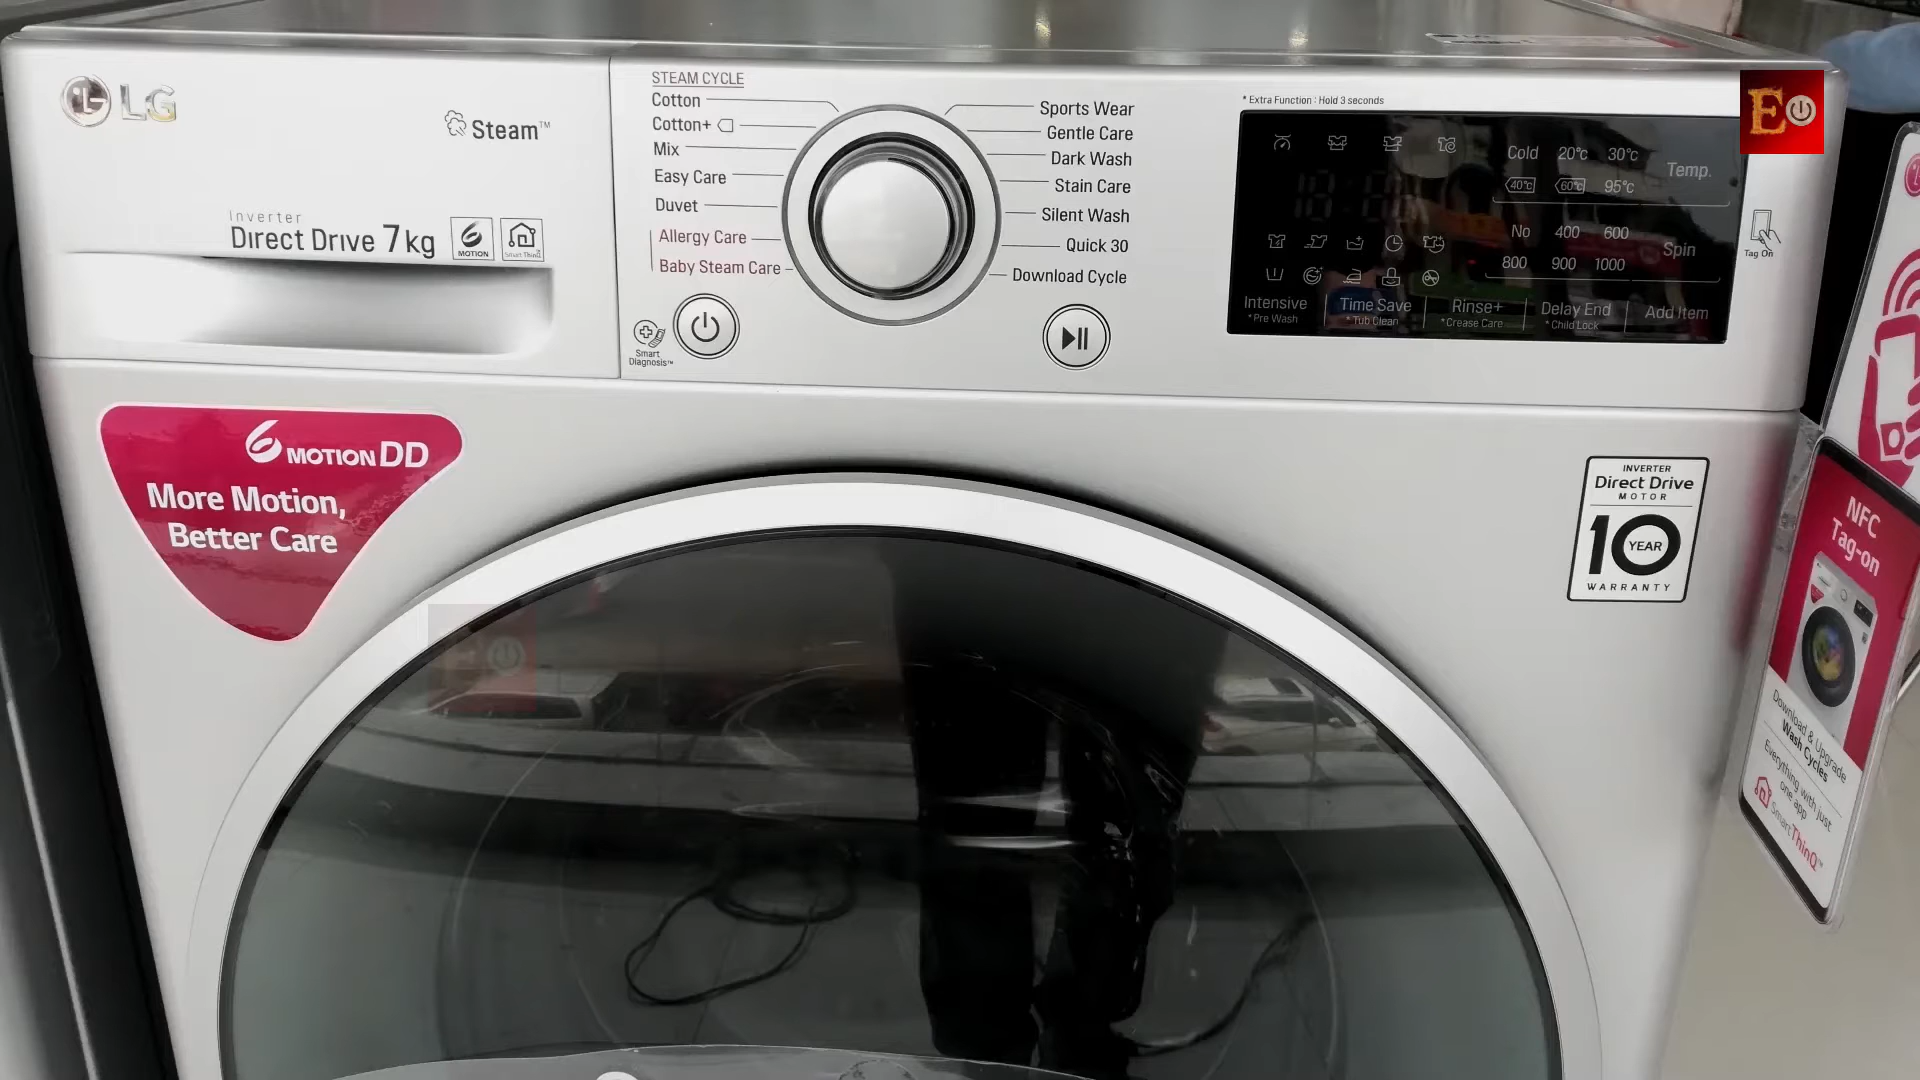 LG
Steam™
Inverter
Direct Drive 7kg
MOTION
Smart ThinQ
STEAM CYCLE
Cotton
Cotton+
Mix
Easy Care
Duvet
Allergy Care
Baby Steam Care
Sports Wear
Gentle Care
Dark Wash
Stain Care
Silent Wash
Quick 30
Download Cycle
Smart
Diagnosis™
* Extra Function : Hold 3 seconds
Cold 20°c 30°c
40°c 60°c 95°c
Temp.
No 400 600
800 900 1000
Spin
Intensive
* Pre Wash
Time Save
* Tub Clean
Rinse+
* Crease Care
Delay End
* Child Lock
Add Item
Tag On
E
6 MOTION DD
More Motion,
Better Care
INVERTER
Direct Drive
MOTOR
10 YEAR
WARRANTY
NFC
Tag-on
Download & Upgrade
Wash Cycles
Everything with just
one app
SmartThinQ™